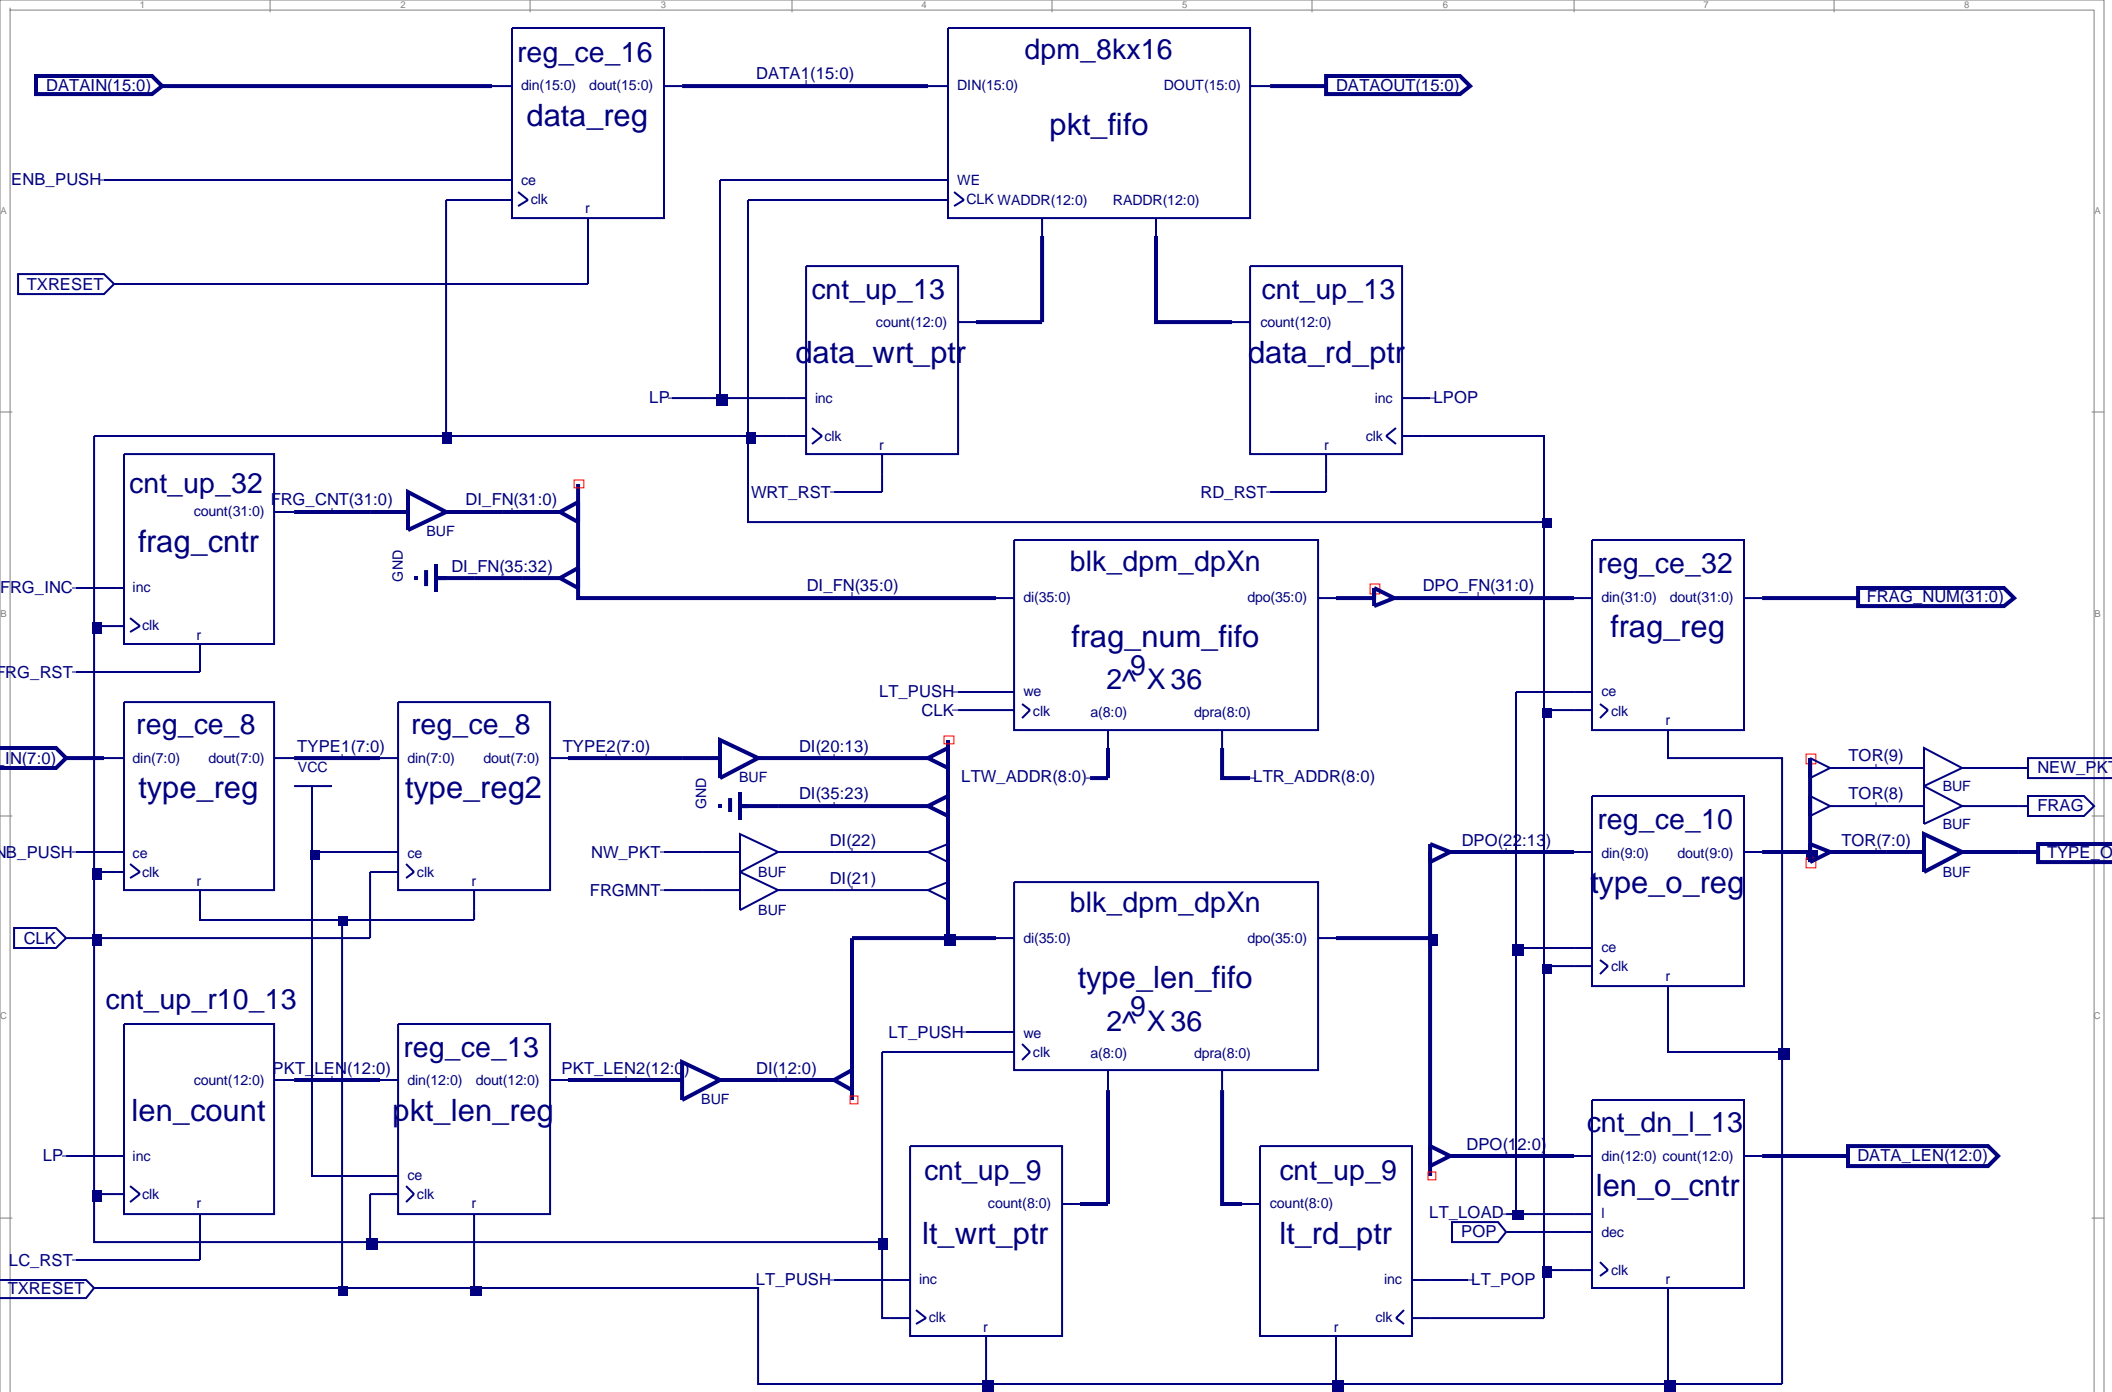 1 2 3 4 5 6 7 8
reg_ce_16
dpm_8kx16
DATAIN(15:0)
din(15:0) dout(15:0)
DATA1(15:0)
DIN(15:0) DOUT(15:0)
DATAOUT(15:0)
data_reg
pkt_fifo
ENB_PUSH
ce
WE
clk
CLK WADDR(12:0) RADDR(12:0)
r
A A
TXRESET
cnt_up_13
cnt_up_13
count(12:0)
count(12:0)
data_wrt_ptr
data_rd_ptr
LP
inc
inc
LPOP
clk
clk
r
r
WRT_RST
RD_RST
cnt_up_32
FRG_CNT(31:0)
DI_FN(31:0)
count(31:0)
BUF
frag_cntr
GND
DI_FN(35:32)
FRG_INC
inc
clk
r
FRG_RST
DI_FN(35:0)
blk_dpm_dpXn
di(35:0) dpo(35:0)
frag_num_fifo
2^9 X 36
LT_PUSH
we
CLK
clk
a(8:0) dpra(8:0)
LTW_ADDR(8:0)
LTR_ADDR(8:0)
DPO_FN(31:0)
reg_ce_32
din(31:0) dout(31:0)
frag_reg
ce
clk
r
FRAG_NUM(31:0)
B B
reg_ce_8
reg_ce_8
IN(7:0)
din(7:0) dout(7:0)
TYPE1(7:0)
VCC
din(7:0) dout(7:0)
TYPE2(7:0)
type_reg
type_reg2
BUF
DI(20:13)
GND
DI(35:23)
NB_PUSH
ce
clk
r
ce
clk
r
NW_PKT
BUF
DI(22)
FRGMNT
BUF
DI(21)
CLK
blk_dpm_dpXn
di(35:0) dpo(35:0)
type_len_fifo
2^9 X 36
LT_PUSH
we
clk
a(8:0) dpra(8:0)
DPO(22:13)
reg_ce_10
din(9:0) dout(9:0)
type_o_reg
ce
clk
r
TOR(9)
BUF
NEW_PKT
TOR(8)
BUF
FRAG
TOR(7:0)
BUF
TYPE_O
C C
cnt_up_r10_13
reg_ce_13
count(12:0)
PKT_LEN(12:0)
din(12:0) dout(12:0)
PKT_LEN2(12:0)
BUF
DI(12:0)
len_count
pkt_len_reg
LP
inc
clk
r
ce
clk
r
LC_RST
TXRESET
cnt_up_9
cnt_up_9
count(8:0)
count(8:0)
lt_wrt_ptr
lt_rd_ptr
LT_PUSH
inc
inc
LT_POP
clk
clk
r
r
DPO(12:0)
cnt_dn_l_13
din(12:0) count(12:0)
DATA_LEN(12:0)
len_o_cntr
LT_LOAD
l
POP
dec
clk
r